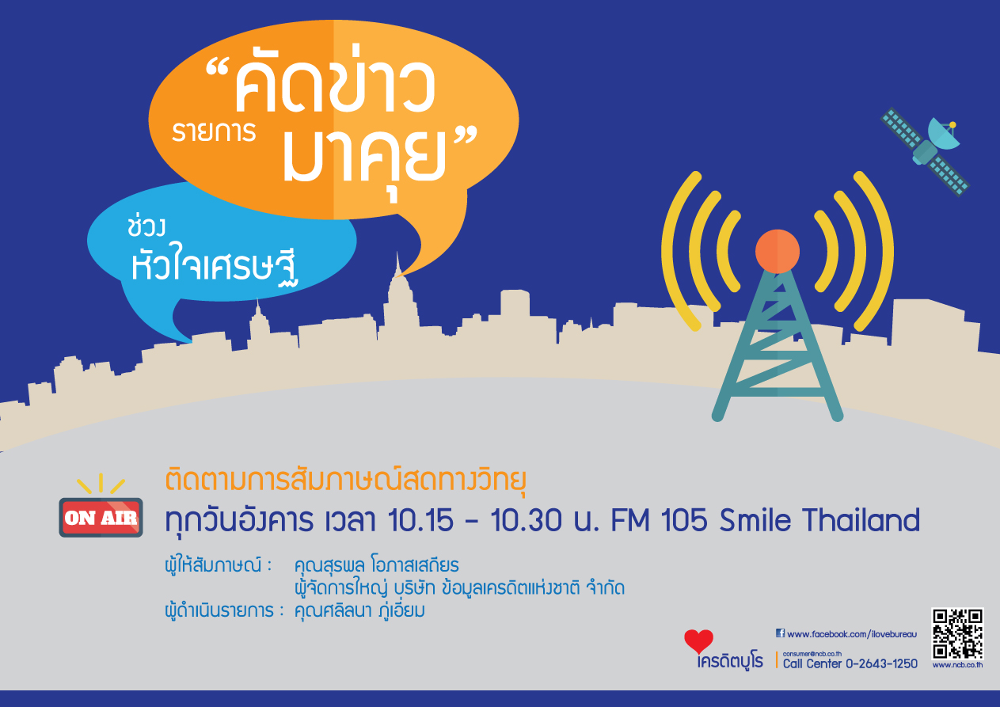 “คัดข่าว
รายการ
มาคุย”
ช่วง
หัวใจเศรษฐี
ติดตามการสัมภาษณ์สดทางวิทยุ
ON AIR
ทุกวันอังคาร เวลา 10.15 - 10.30 น. FM 105 Smile Thailand
ผู้ให้สัมภาษณ์ : คุณสุรพล โอภาสเสถียร
ผู้จัดการใหญ่ บริษัท ข้อมูลเครดิตแห่งชาติ จำกัด
ผู้ดำเนินรายการ : คุณศลิลนา ภู่เอี่ยม
www.facebook.com/ilovebureau
เครดิตบูโร
consumer@ncb.co.th
Call Center 0-2643-1250
www.ncb.co.th